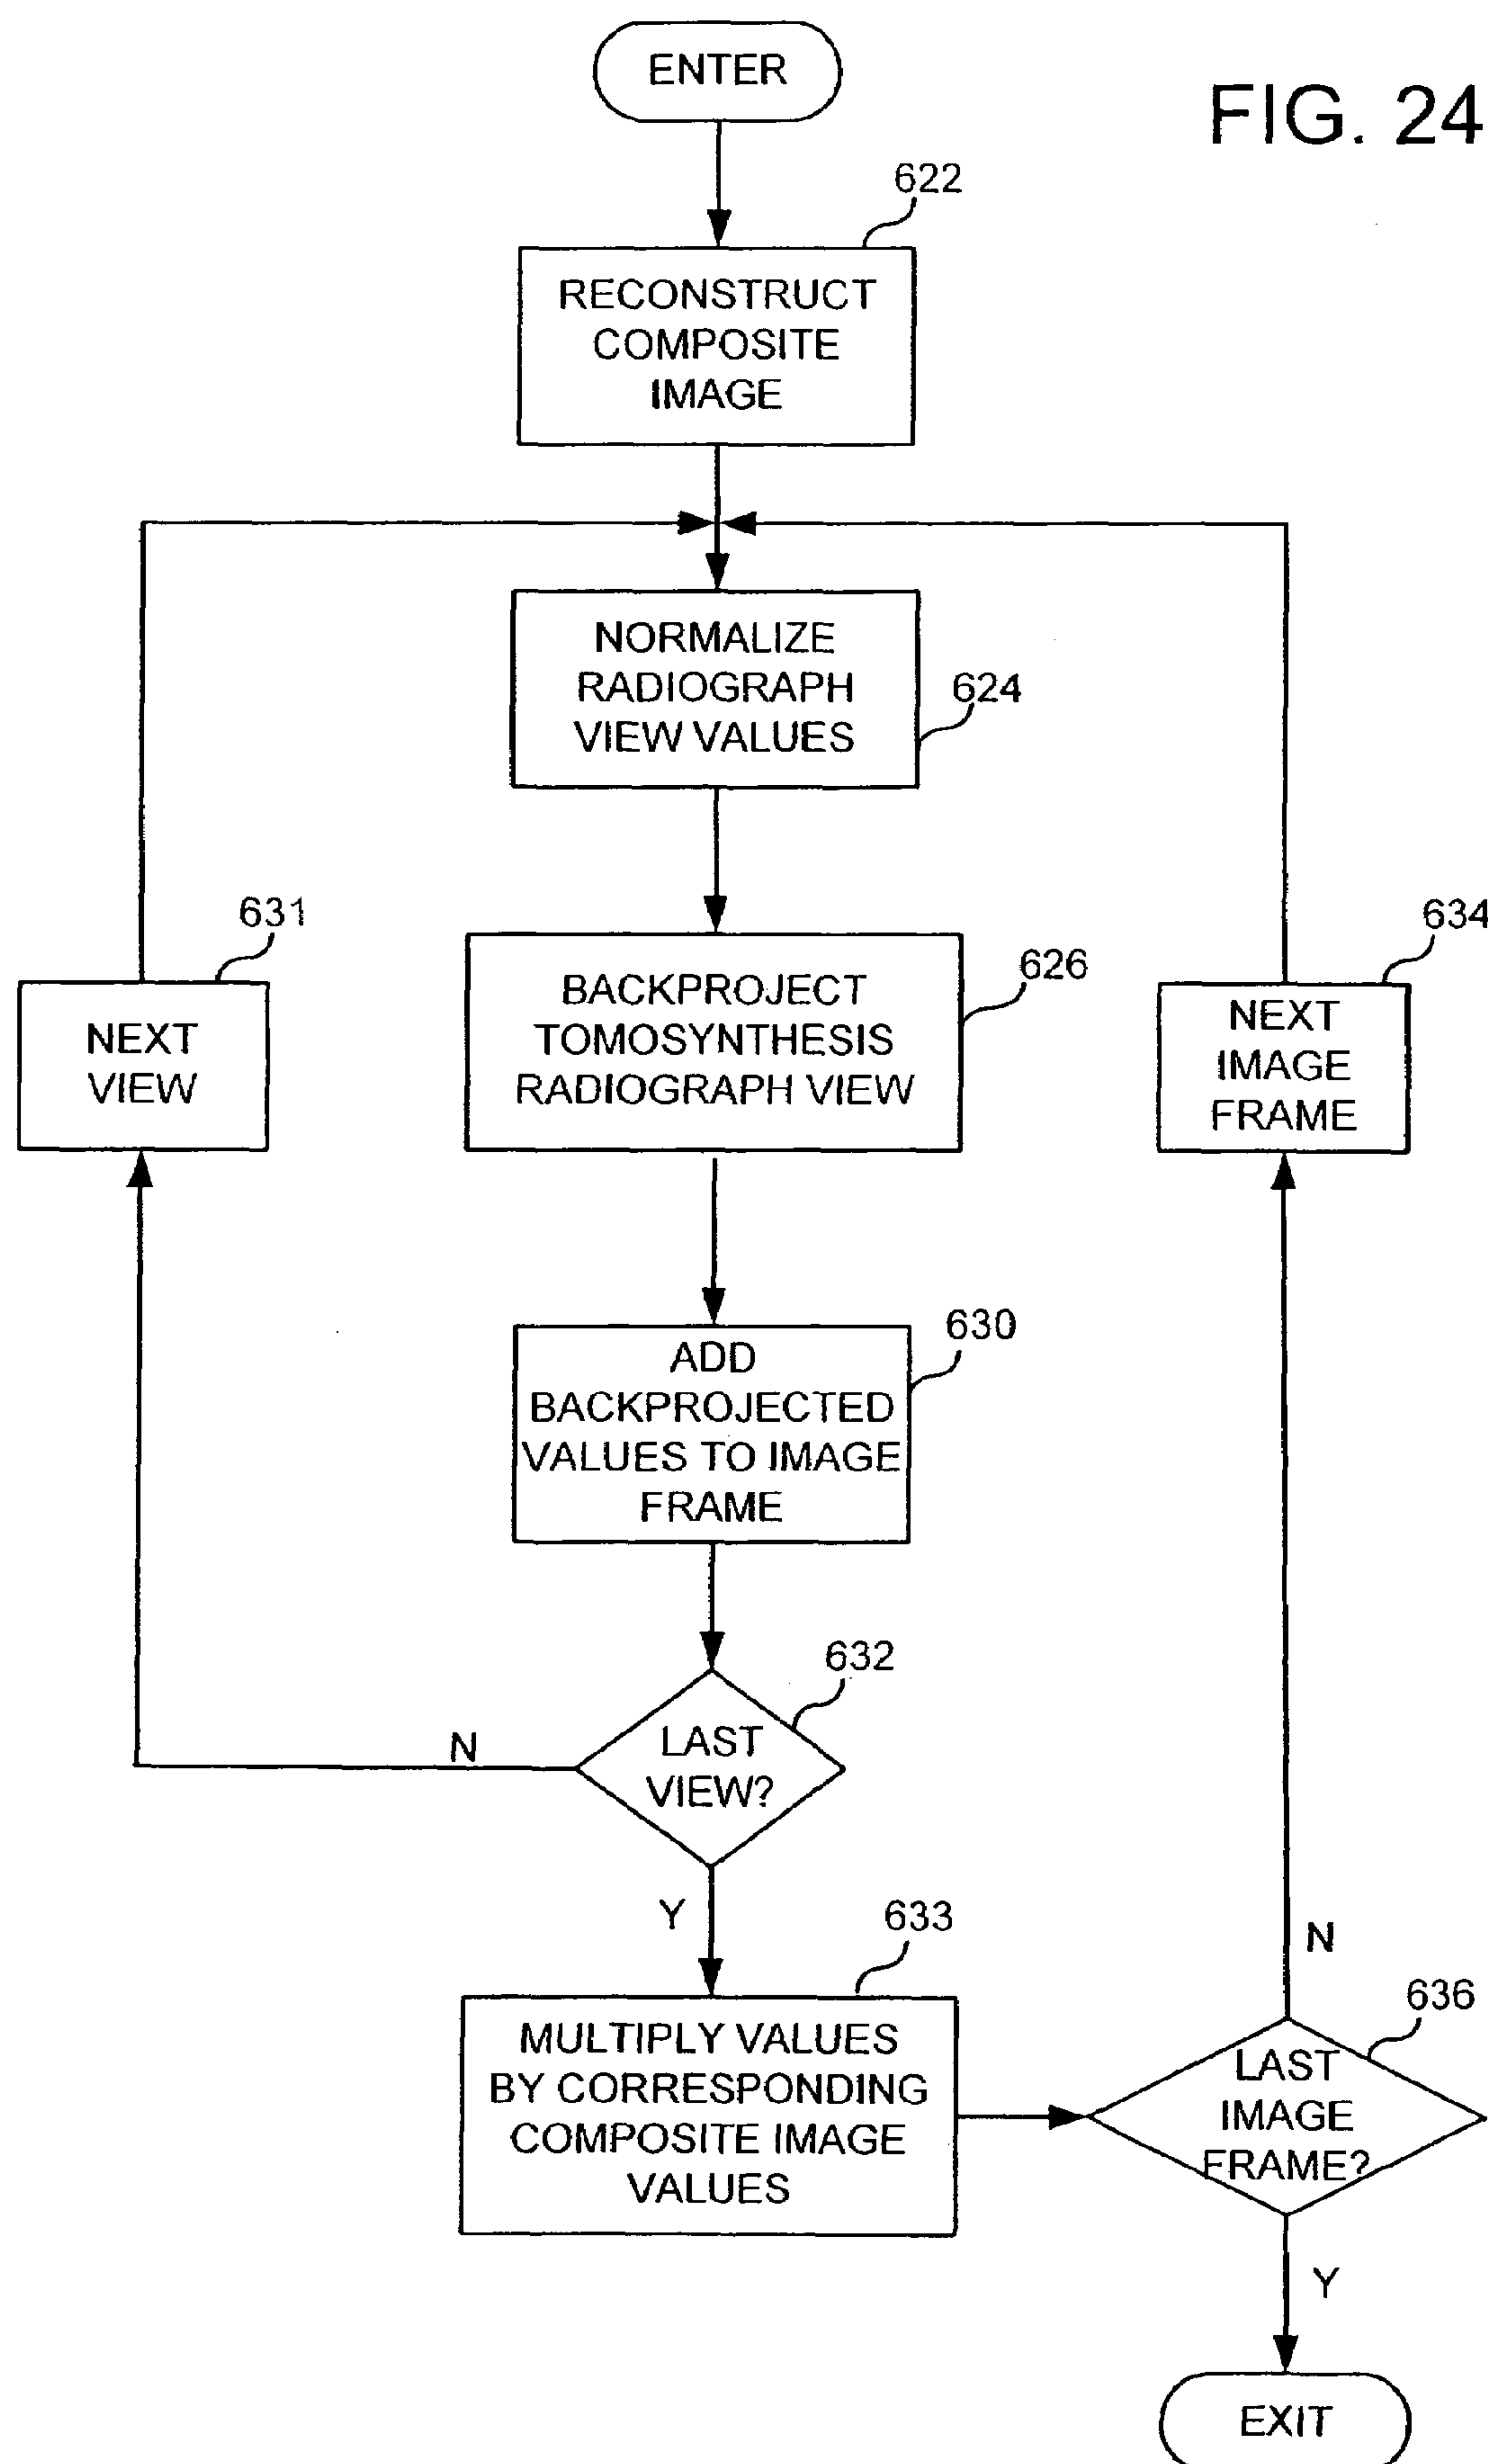 ENTER
FIG. 24
622
RECONSTRUCT
COMPOSITE
IMAGE
NORMALIZE
RADIOGRAPH
VIEW VALUES
624
631
NEXT
VIEW
BACKPROJECT
TOMOSYNTHESIS
RADIOGRAPH VIEW
626
634
NEXT
IMAGE
FRAME
ADD
BACKPROJECTED
VALUES TO IMAGE
FRAME
630
632
LAST
VIEW?
N
Y
633
MULTIPLY VALUES
BY CORRESPONDING
COMPOSITE IMAGE
VALUES
N
636
LAST
IMAGE
FRAME?
Y
EXIT